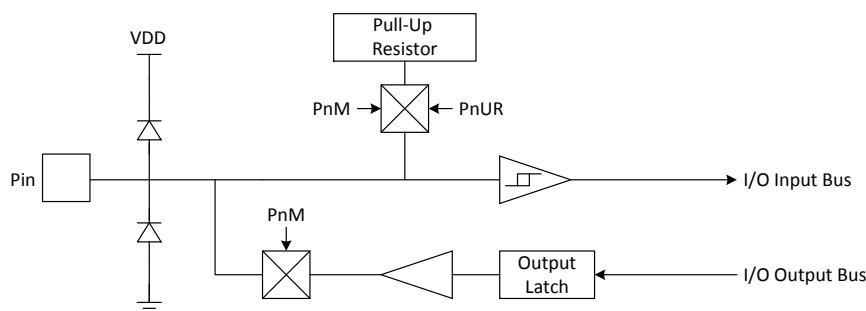 Pull-Up
Resistor
VDD
PnM
PnUR
Pin
I/O Input Bus
PnM
Output
Latch
I/O Output Bus